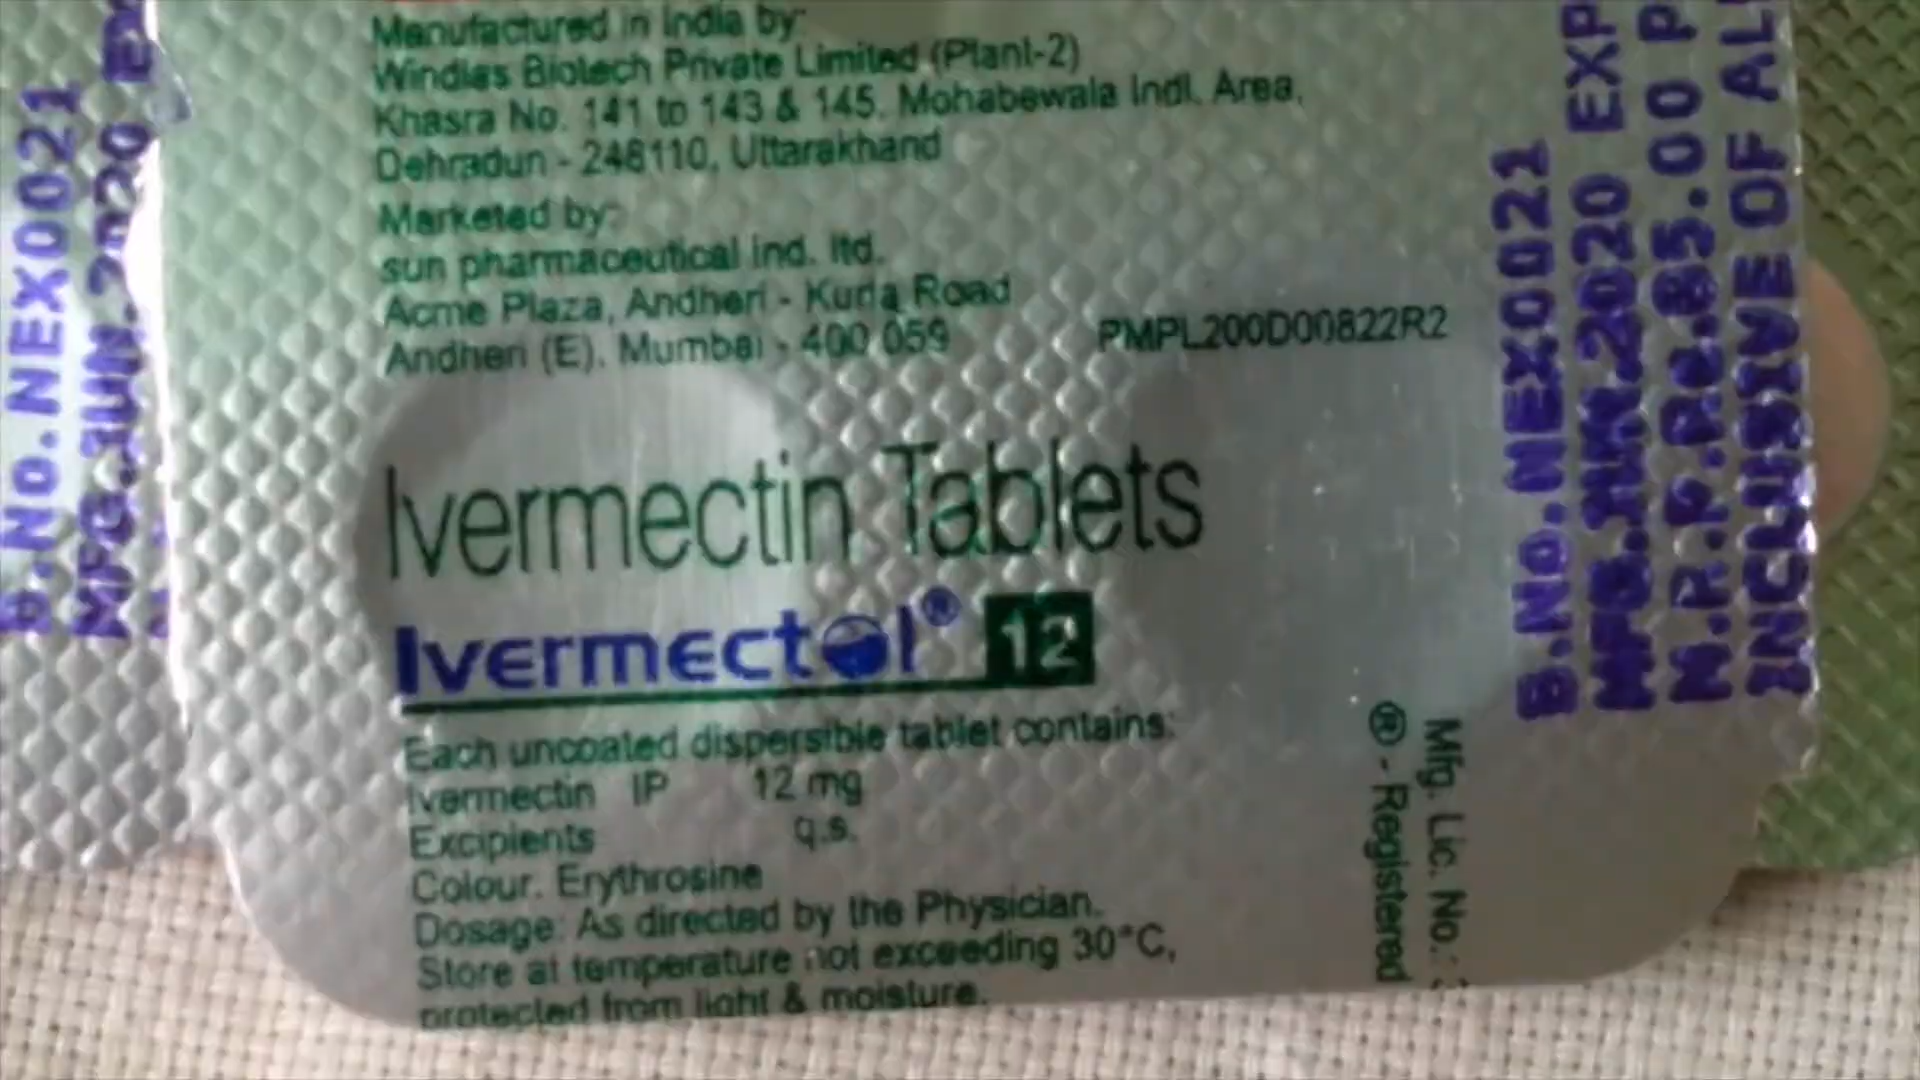 Manufactured in India by:
Windlas Biotech Private Limited (Plant-2)
Khasra No. 141 to 143 & 145, Mohabewala Indl. Area,
Dehradun - 248110, Uttarakhand
Marketed by:
sun pharmaceutical ind. ltd.
Acme Plaza, Andheri - Kurla Road
Andheri (E), Mumbai - 400 059
PMPL200D00822R2
Ivermectin Tablets
Ivermectol® 12
Each uncoated dispersible tablet contains:
Ivermectin IP 12 mg
Excipients q.s.
Colour: Erythrosine
Dosage: As directed by the Physician.
Store at temperature not exceeding 30°C,
protected from light & moisture.
Mfg. Lic. No.:
® - Registered
B.No.NEX0021
MFG.JUN.2020 EXP
M.R.P.Rs.85.00 P
INCLUSIVE OF AL
B.No.NEX0021
MFG.JUN.2020